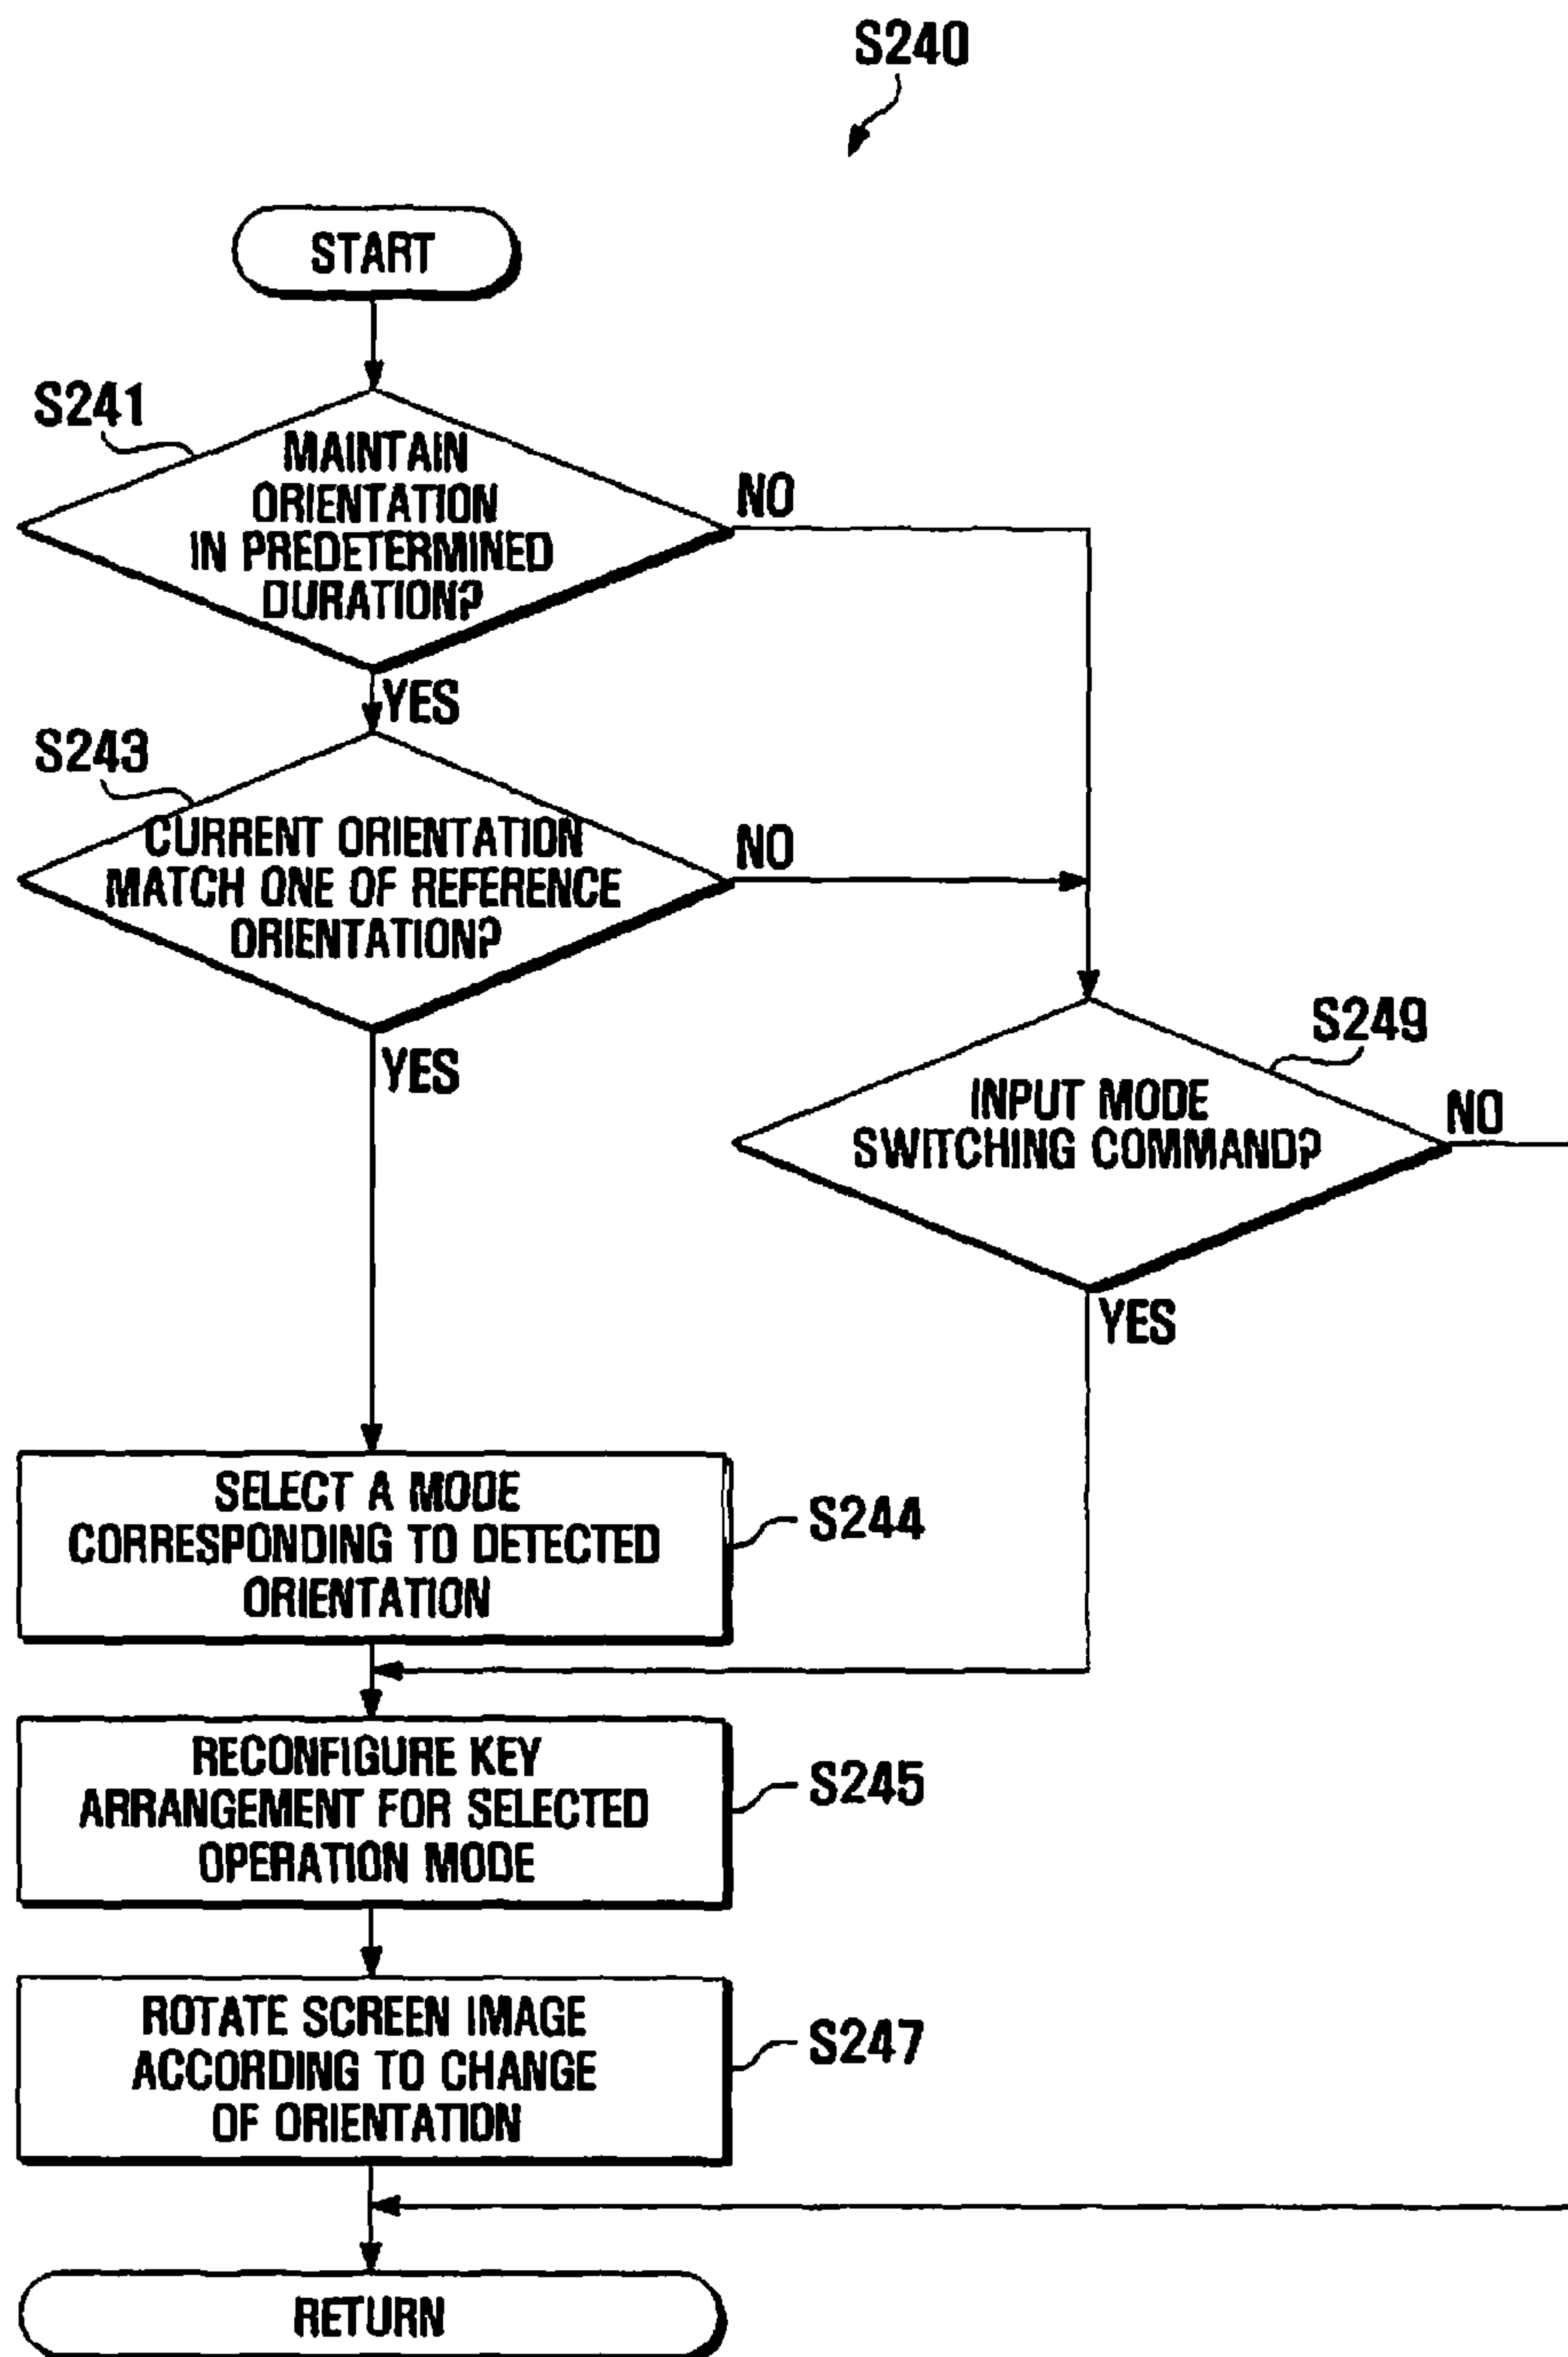 S240
START
S241
MAINTAIN
ORIENTATION
IN PREDETERMINED
DURATION?
NO
YES
S243
CURRENT ORIENTATION
MATCH ONE OF REFERENCE
ORIENTATION?
NO
YES
S249
INPUT MODE
SWITCHING COMMAND?
NO
YES
SELECT A MODE
CORRESPONDING TO DETECTED
ORIENTATION
S244
RECONFIGURE KEY
ARRANGEMENT FOR SELECTED
OPERATION MODE
S245
ROTATE SCREEN IMAGE
ACCORDING TO CHANGE
OF ORIENTATION
S247
RETURN